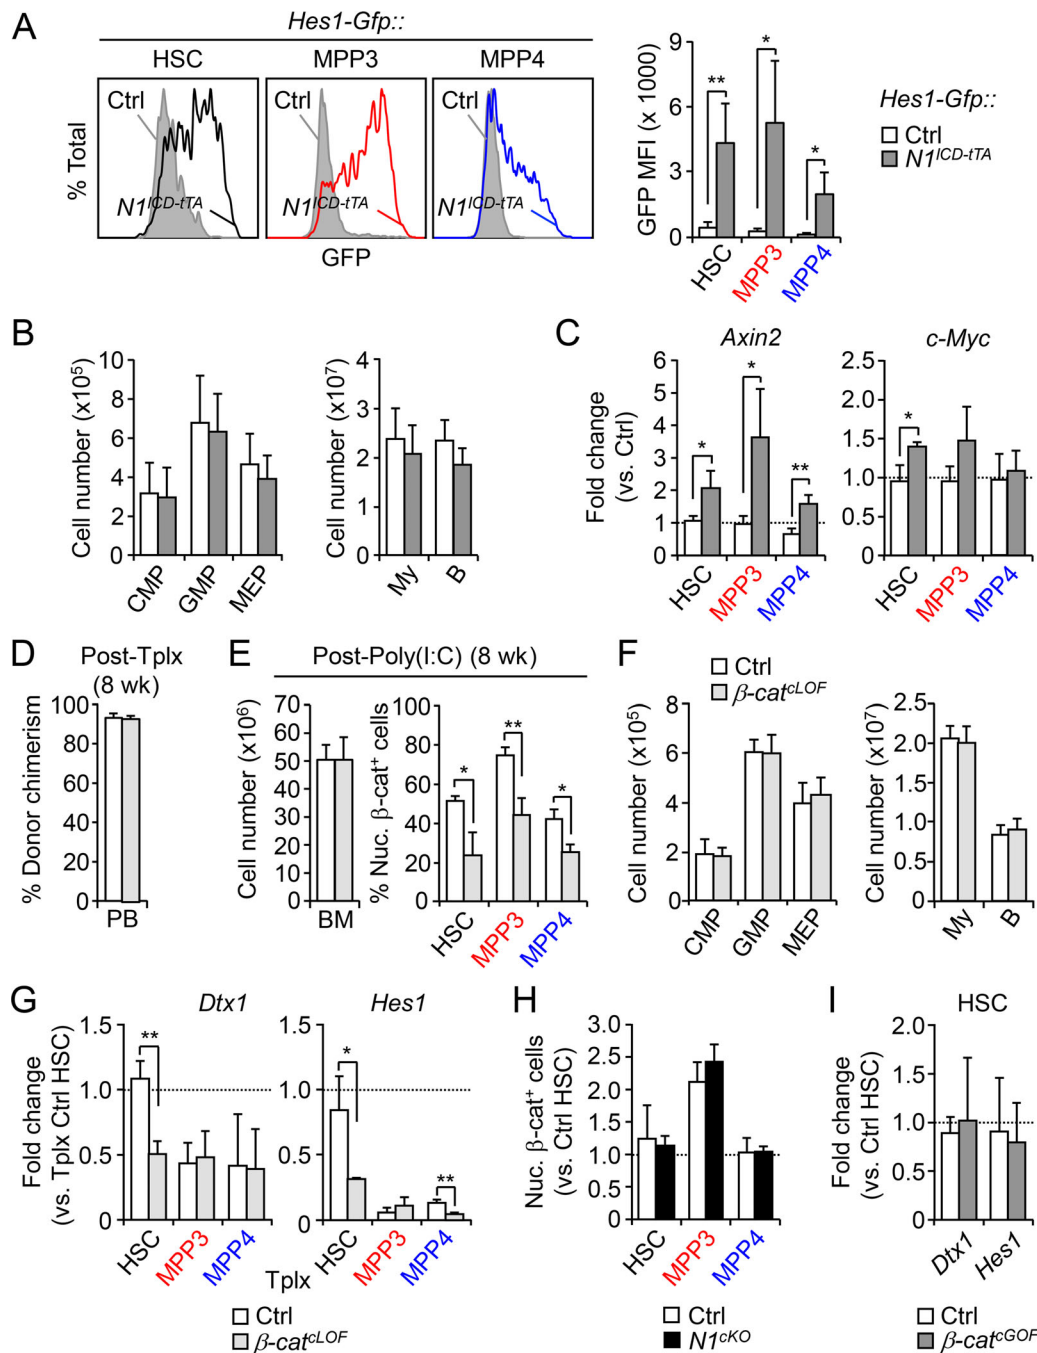 A
Hes1-Gfp::
HSC MPP3 MPP4
Ctrl Ctrl Ctrl
N1ICD-tTA N1ICD-tTA N1ICD-tTA
% Total
GFP
GFP MFI (x 1000)
9
6
3
0
** * *
HSC MPP3 MPP4
Hes1-Gfp::
Ctrl
N1ICD-tTA
B
Cell number (x10⁵)
10
8
6
4
2
0
CMP GMP MEP
Cell number (x10⁷)
4
3
2
1
0
My B
C
Axin2
Fold change
(vs. Ctrl)
6
5
4
3
2
1
0
* * **
HSC MPP3 MPP4
c-Myc
2.5
2.0
1.5
1.0
0.5
0
*
HSC MPP3 MPP4
D
Post-Tplx
(8 wk)
% Donor chimerism
100
80
60
40
20
0
PB
E
Post-Poly(I:C) (8 wk)
Cell number (x10⁶)
70
60
50
40
30
20
10
0
BM
% Nuc. β-cat⁺ cells
100
80
60
40
20
0
* ** *
HSC MPP3 MPP4
F
Ctrl
β-catcLOF
Cell number (x10⁵)
8
6
4
2
0
CMP GMP MEP
Cell number (x10⁷)
2.5
2.0
1.5
1.0
0.5
0
My B
G
Dtx1
Fold change
(vs. Tplx Ctrl HSC)
1.5
1.0
0.5
0
**
HSC MPP3 MPP4
Hes1
1.5
1.0
0.5
0
* **
HSC MPP3 MPP4
Tplx
Ctrl
β-catcLOF
H
Nuc. β-cat⁺ cells
(vs. Ctrl HSC)
3.0
2.5
2.0
1.5
1.0
0.5
0
HSC MPP3 MPP4
Ctrl
N1cKO
I
HSC
Fold change
(vs. Ctrl HSC)
2.0
1.5
1.0
0.5
0
Dtx1 Hes1
Ctrl
β-catcGOF